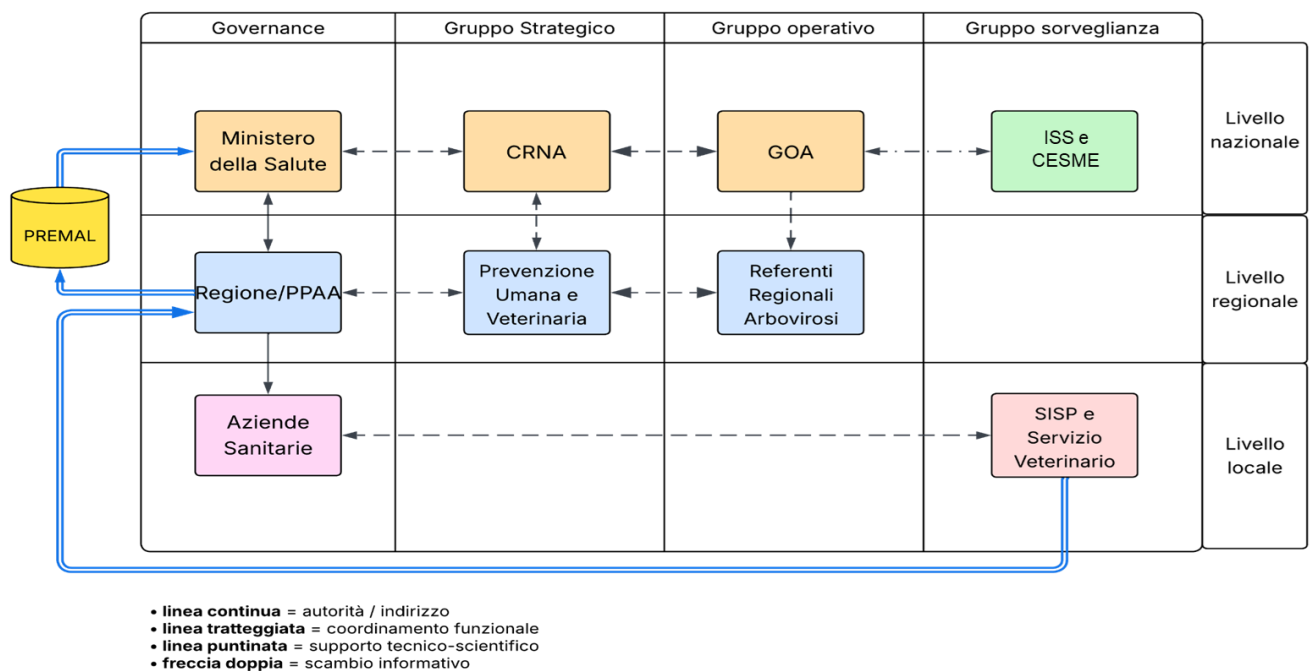 Governance
Gruppo Strategico
Gruppo operativo
Gruppo sorveglianza
Ministero
della Salute
CRNA
GOA
ISS e
CESME
Livello
nazionale
PREMAL
Regione/PPAA
Prevenzione
Umana e
Veterinaria
Referenti
Regionali
Arbovirosi
Livello
regionale
Aziende
Sanitarie
SISP e
Servizio
Veterinario
Livello
locale
• linea continua = autorità / indirizzo
• linea tratteggiata = coordinamento funzionale
• linea puntinata = supporto tecnico-scientifico
• freccia doppia = scambio informativo